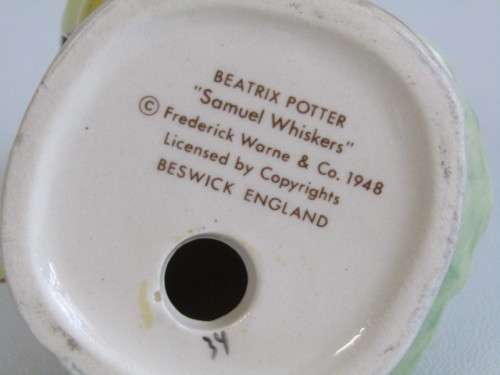 BEATRIX POTTER
"Samuel Whiskers"
© Frederick Warne & Co. 1948
Licensed by Copyrights
BESWICK ENGLAND
34